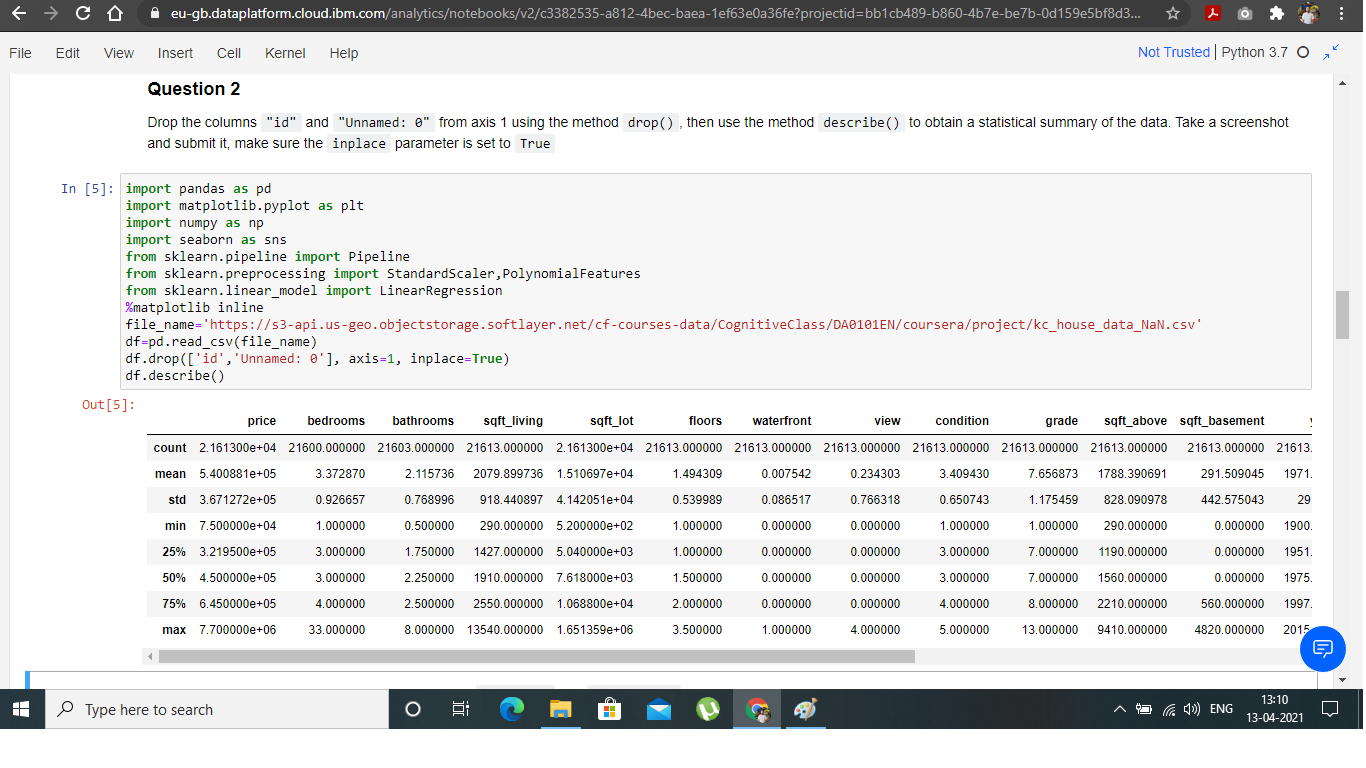 eu-gb.dataplatform.cloud.ibm.com/analytics/notebooks/v2/c3382535-a812-4bec-baea-1ef63e0a36fe?projectid=bb1cb489-b860-4b7e-be7b-0d159e5bf8d3...
File Edit View Insert Cell Kernel Help Not Trusted Python 3.7
Question 2
Drop the columns "id" and "Unnamed: 0" from axis 1 using the method drop() , then use the method describe() to obtain a statistical summary of the data. Take a screenshot
and submit it, make sure the inplace parameter is set to True
In [5]: import pandas as pd
import matplotlib.pyplot as plt
import numpy as np
import seaborn as sns
from sklearn.pipeline import Pipeline
from sklearn.preprocessing import StandardScaler,PolynomialFeatures
from sklearn.linear_model import LinearRegression
%matplotlib inline
file_name='https://s3-api.us-geo.objectstorage.softlayer.net/cf-courses-data/CognitiveClass/DA0101EN/coursera/project/kc_house_data_NaN.csv'
df=pd.read_csv(file_name)
df.drop(['id','Unnamed: 0'], axis=1, inplace=True)
df.describe()
Out[5]:
price bedrooms bathrooms sqft_living sqft_lot floors waterfront view condition grade sqft_above sqft_basement
count 2.161300e+04 21600.000000 21603.000000 21613.000000 2.161300e+04 21613.000000 21613.000000 21613.000000 21613.000000 21613.000000 21613.000000 21613.000000 21613.
mean 5.400881e+05 3.372870 2.115736 2079.899736 1.510697e+04 1.494309 0.007542 0.234303 3.409430 7.656873 1788.390691 291.509045 1971.
std 3.671272e+05 0.926657 0.768996 918.440897 4.142051e+04 0.539989 0.086517 0.766318 0.650743 1.175459 828.090978 442.575043 29
min 7.500000e+04 1.000000 0.500000 290.000000 5.200000e+02 1.000000 0.000000 0.000000 1.000000 1.000000 290.000000 0.000000 1900.
25% 3.219500e+05 3.000000 1.750000 1427.000000 5.040000e+03 1.000000 0.000000 0.000000 3.000000 7.000000 1190.000000 0.000000 1951.
50% 4.500000e+05 3.000000 2.250000 1910.000000 7.618000e+03 1.500000 0.000000 0.000000 3.000000 7.000000 1560.000000 0.000000 1975.
75% 6.450000e+05 4.000000 2.500000 2550.000000 1.068800e+04 2.000000 0.000000 0.000000 4.000000 8.000000 2210.000000 560.000000 1997.
max 7.700000e+06 33.000000 8.000000 13540.000000 1.651359e+06 3.500000 1.000000 4.000000 5.000000 13.000000 9410.000000 4820.000000 2015
Type here to search ENG 13:10
13-04-2021